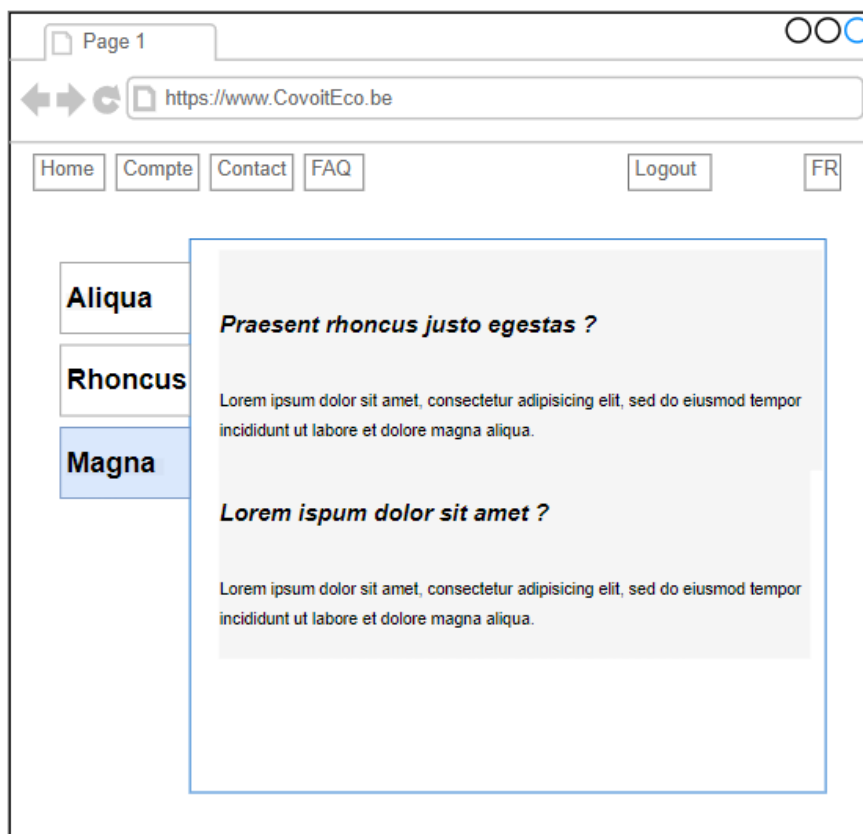 Page 1
https://www.CovoitEco.be
Home Compte Contact FAQ Logout FR
Aliqua
Rhoncus
Magna
Praesent rhoncus justo egestas ?
Lorem ipsum dolor sit amet, consectetur adipisicing elit, sed do eiusmod tempor
incididunt ut labore et dolore magna aliqua.
Lorem ispum dolor sit amet ?
Lorem ipsum dolor sit amet, consectetur adipisicing elit, sed do eiusmod tempor
incididunt ut labore et dolore magna aliqua.